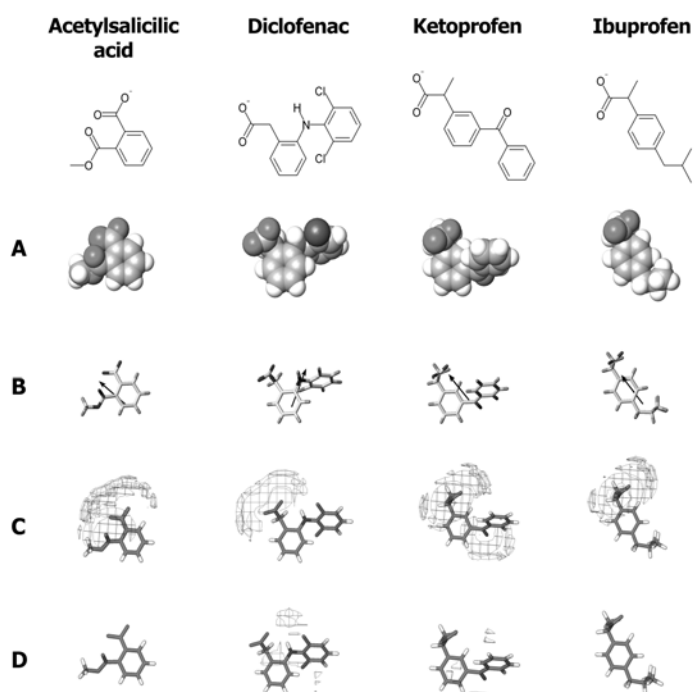 Acetylsalicilic acid
Diclofenac
Ketoprofen
Ibuprofen
O⁻
O
O
O
O⁻
O
H
N
Cl
Cl
O⁻
O
O
O⁻
O
A
B
C
D